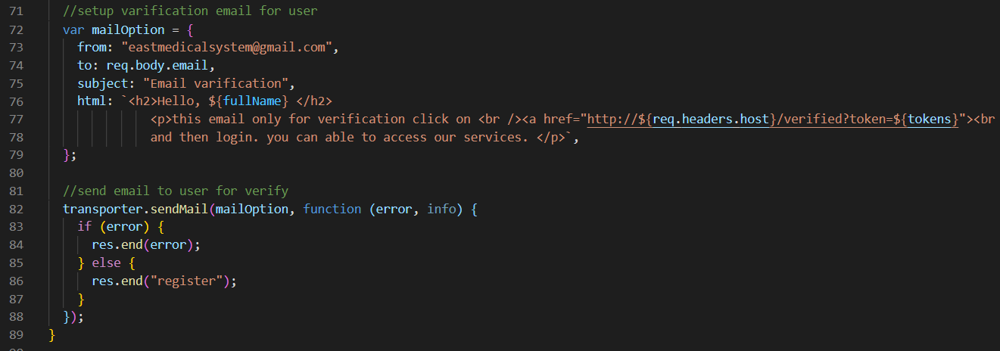 71 //setup varification email for user
72 var mailOption = {
73 from: "eastmedicalsystem@gmail.com",
74 to: req.body.email,
75 subject: "Email varification",
76 html: `<h2>Hello, ${fullName} </h2>
77 <p>this email only for verification click on <br /><a href="http://${req.headers.host}/verified?token=${tokens}"><br
78 and then login. you can able to access our services. </p>`,
79 };
80
81 //send email to user for verify
82 transporter.sendMail(mailOption, function (error, info) {
83 if (error) {
84 res.end(error);
85 } else {
86 res.end("register");
87 }
88 });
89 }